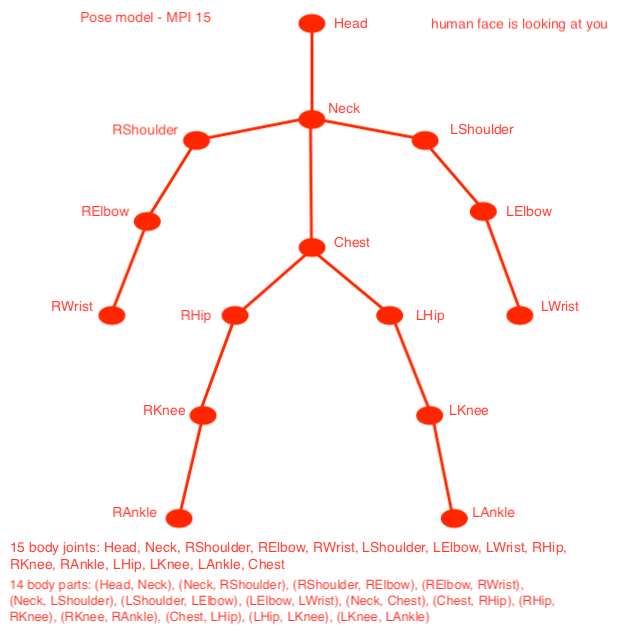 Pose model - MPI 15
human face is looking at you
Head
Neck
RShoulder
LShoulder
RElbow
LElbow
Chest
RWrist
LWrist
RHip
LHip
RKnee
LKnee
RAnkle
LAnkle
15 body joints: Head, Neck, RShoulder, RElbow, RWrist, LShoulder, LElbow, LWrist, RHip,
RKnee, RAnkle, LHip, LKnee, LAnkle, Chest
14 body parts: (Head, Neck), (Neck, RShoulder), (RShoulder, RElbow), (RElbow, RWrist),
(Neck, LShoulder), (LShoulder, LElbow), (LElbow, LWrist), (Neck, Chest), (Chest, RHip), (RHip,
RKnee), (RKnee, RAnkle), (Chest, LHip), (LHip, LKnee), (LKnee, LAnkle)